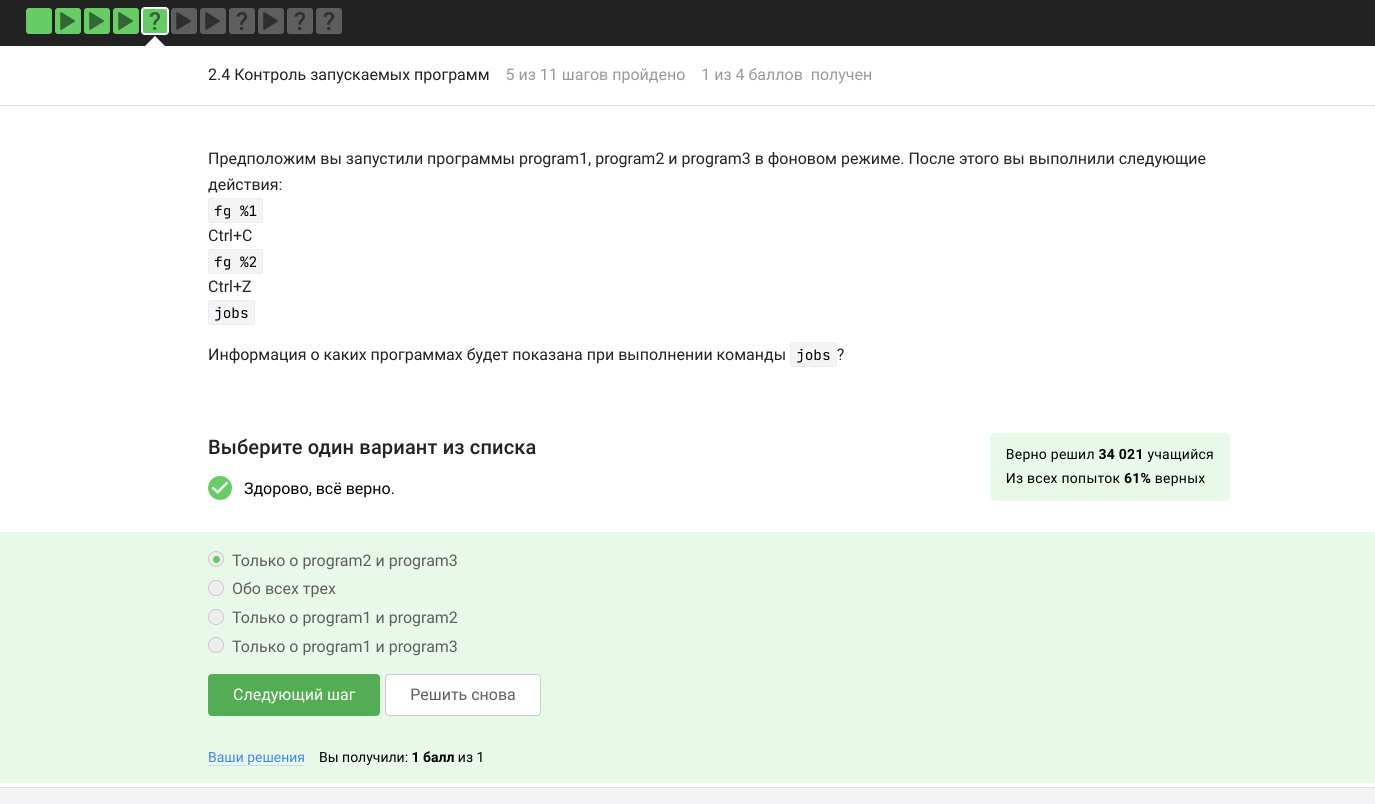 ? ? ? ?
2.4 Контроль запускаемых программ 5 из 11 шагов пройдено 1 из 4 баллов получен
Предположим вы запустили программы program1, program2 и program3 в фоновом режиме. После этого вы выполнили следующие
действия:
fg %1
Ctrl+C
fg %2
Ctrl+Z
jobs
Информация о каких программах будет показана при выполнении команды jobs ?
Выберите один вариант из списка
Здорово, всё верно.
Верно решил 34 021 учащийся
Из всех попыток 61% верных
Только о program2 и program3
Обо всех трех
Только о program1 и program2
Только о program1 и program3
Следующий шаг Решить снова
Ваши решения Вы получили: 1 балл из 1